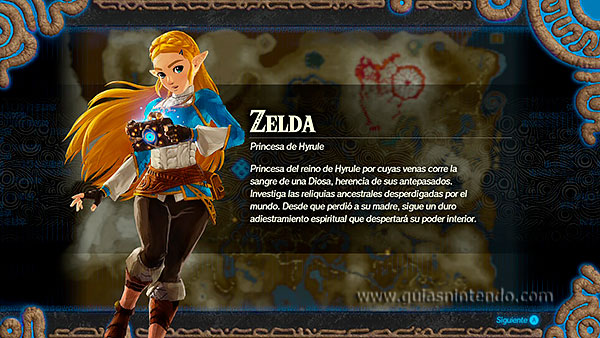 ZELDA
Princesa de Hyrule
Princesa del reino de Hyrule por cuyas venas corre la
sangre de una Diosa, herencia de sus antepasados.
Investiga las reliquias ancestrales desperdigadas por el
mundo. Desde que perdió a su madre, sigue un duro
adiestramiento espiritual que despertará su poder interior.
www.guiasnintendo.com
Siguiente A